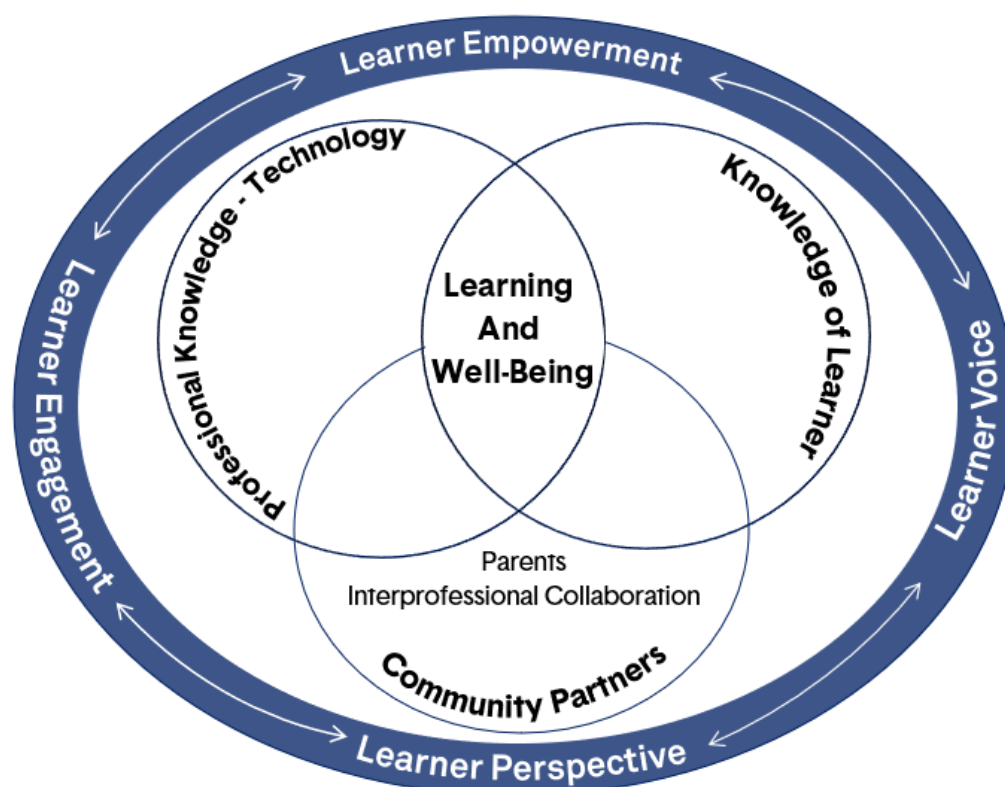 Learner Empowerment
Professional Knowledge - Technology
Knowledge of Learner
Learning
And
Well-Being
Learner Engagement
Learner Voice
Parents
Interprofessional Collaboration
Community Partners
Learner Perspective